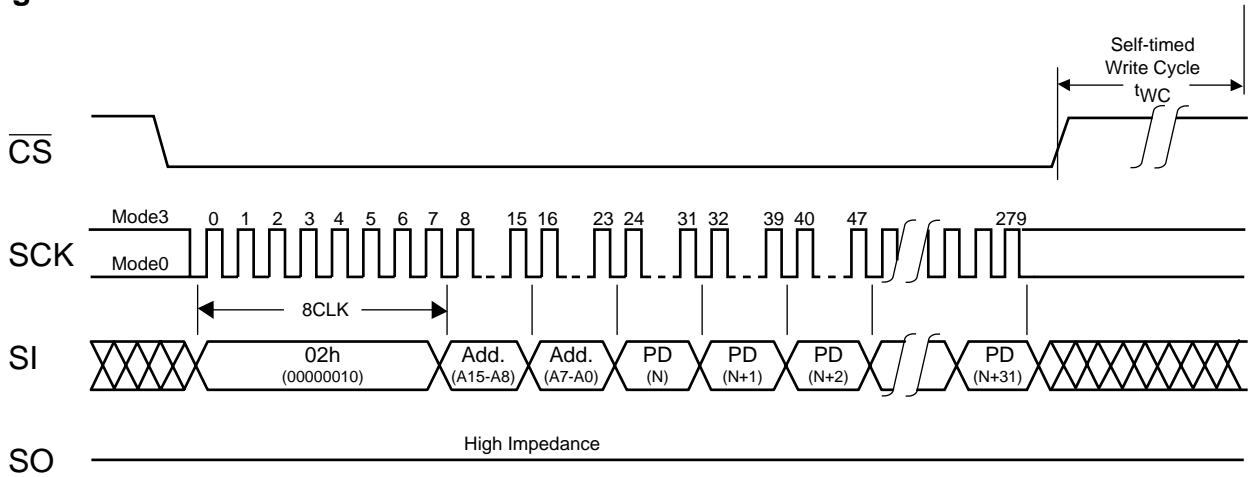 Self-timed
Write Cycle
tWC
CS
SCK
Mode3
Mode0
0 1 2 3 4 5 6 7 8 15 16 23 24 31 32 39 40 47 279
8CLK
SI
02h
(00000010)
Add.
(A15-A8)
Add.
(A7-A0)
PD
(N)
PD
(N+1)
PD
(N+2)
PD
(N+31)
SO
High Impedance